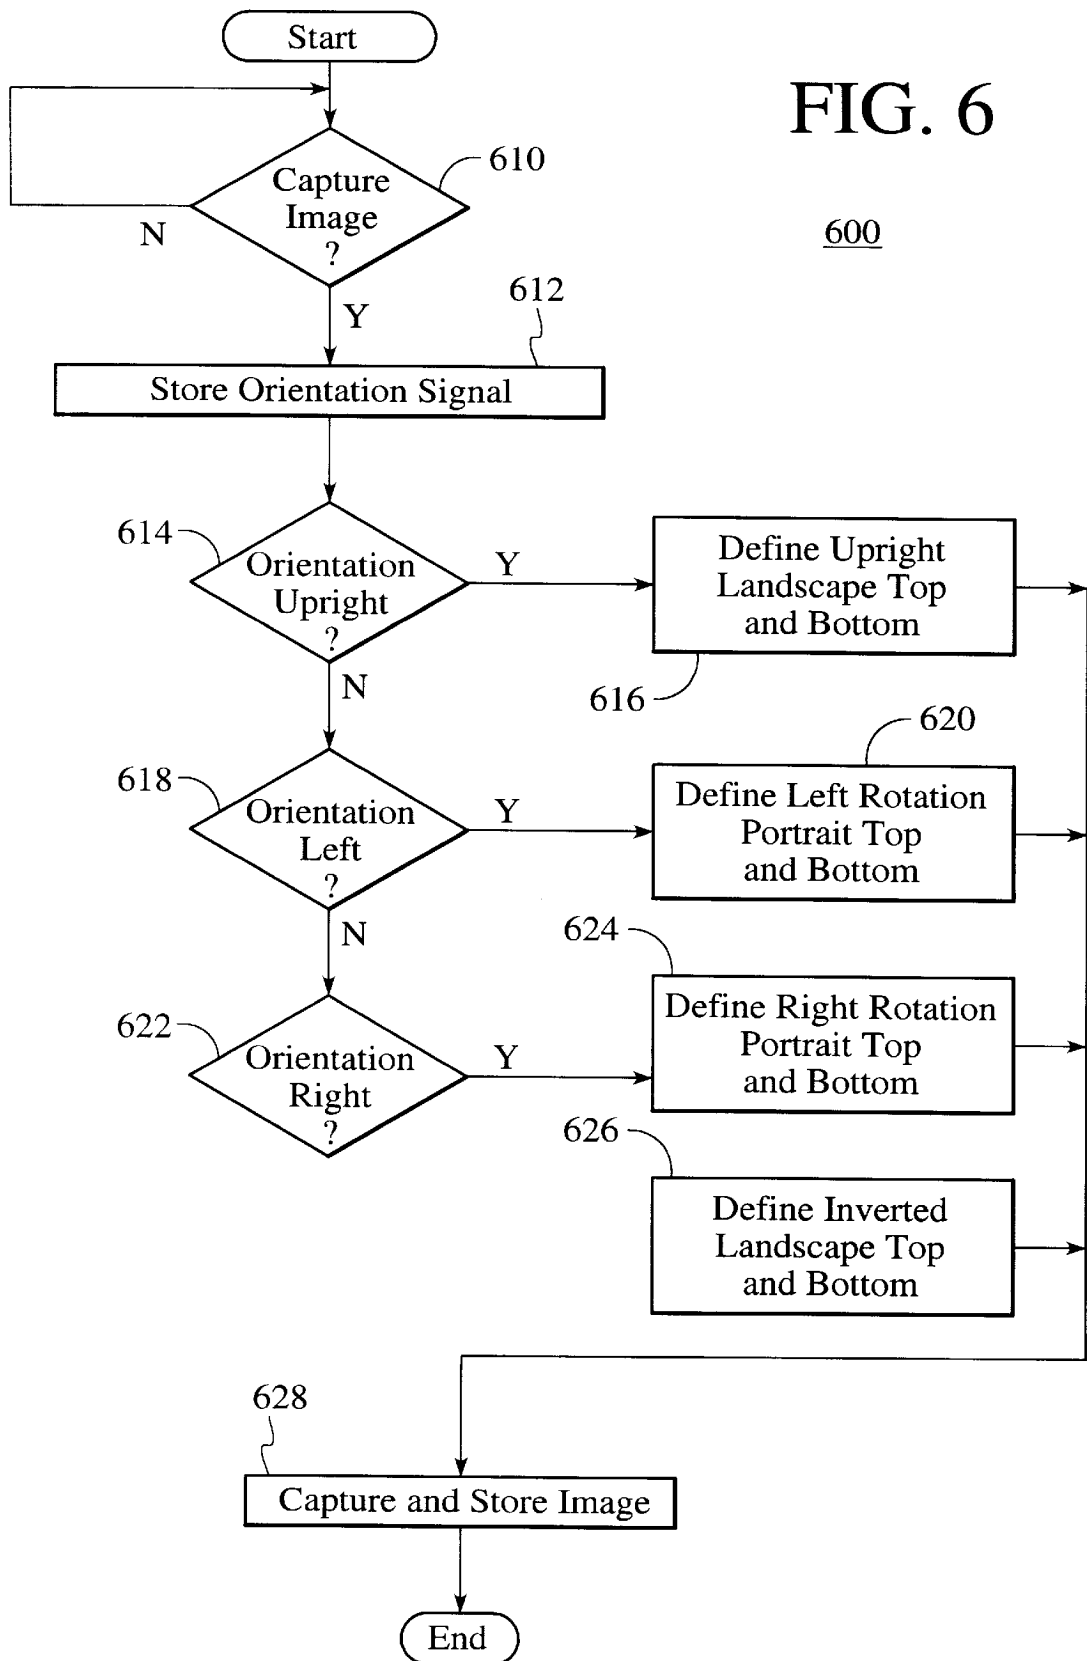 Start
FIG. 6
600
Capture
Image
?
610
N
Y
612
Store Orientation Signal
614
Orientation
Upright
?
Y
N
Define Upright
Landscape Top
and Bottom
616
618
Orientation
Left
?
Y
N
620
Define Left Rotation
Portrait Top
and Bottom
622
Orientation
Right
?
Y
624
Define Right Rotation
Portrait Top
and Bottom
626
Define Inverted
Landscape Top
and Bottom
628
Capture and Store Image
End